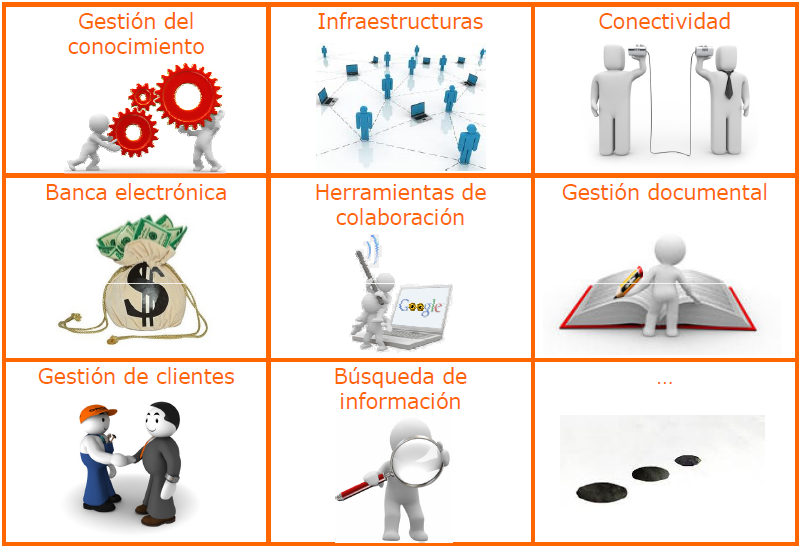 Gestión del
conocimiento
Infraestructuras
Conectividad
Banca electrónica
$
Herramientas de
colaboración
Google
Gestión documental
Gestión de clientes
Búsqueda de
información
...